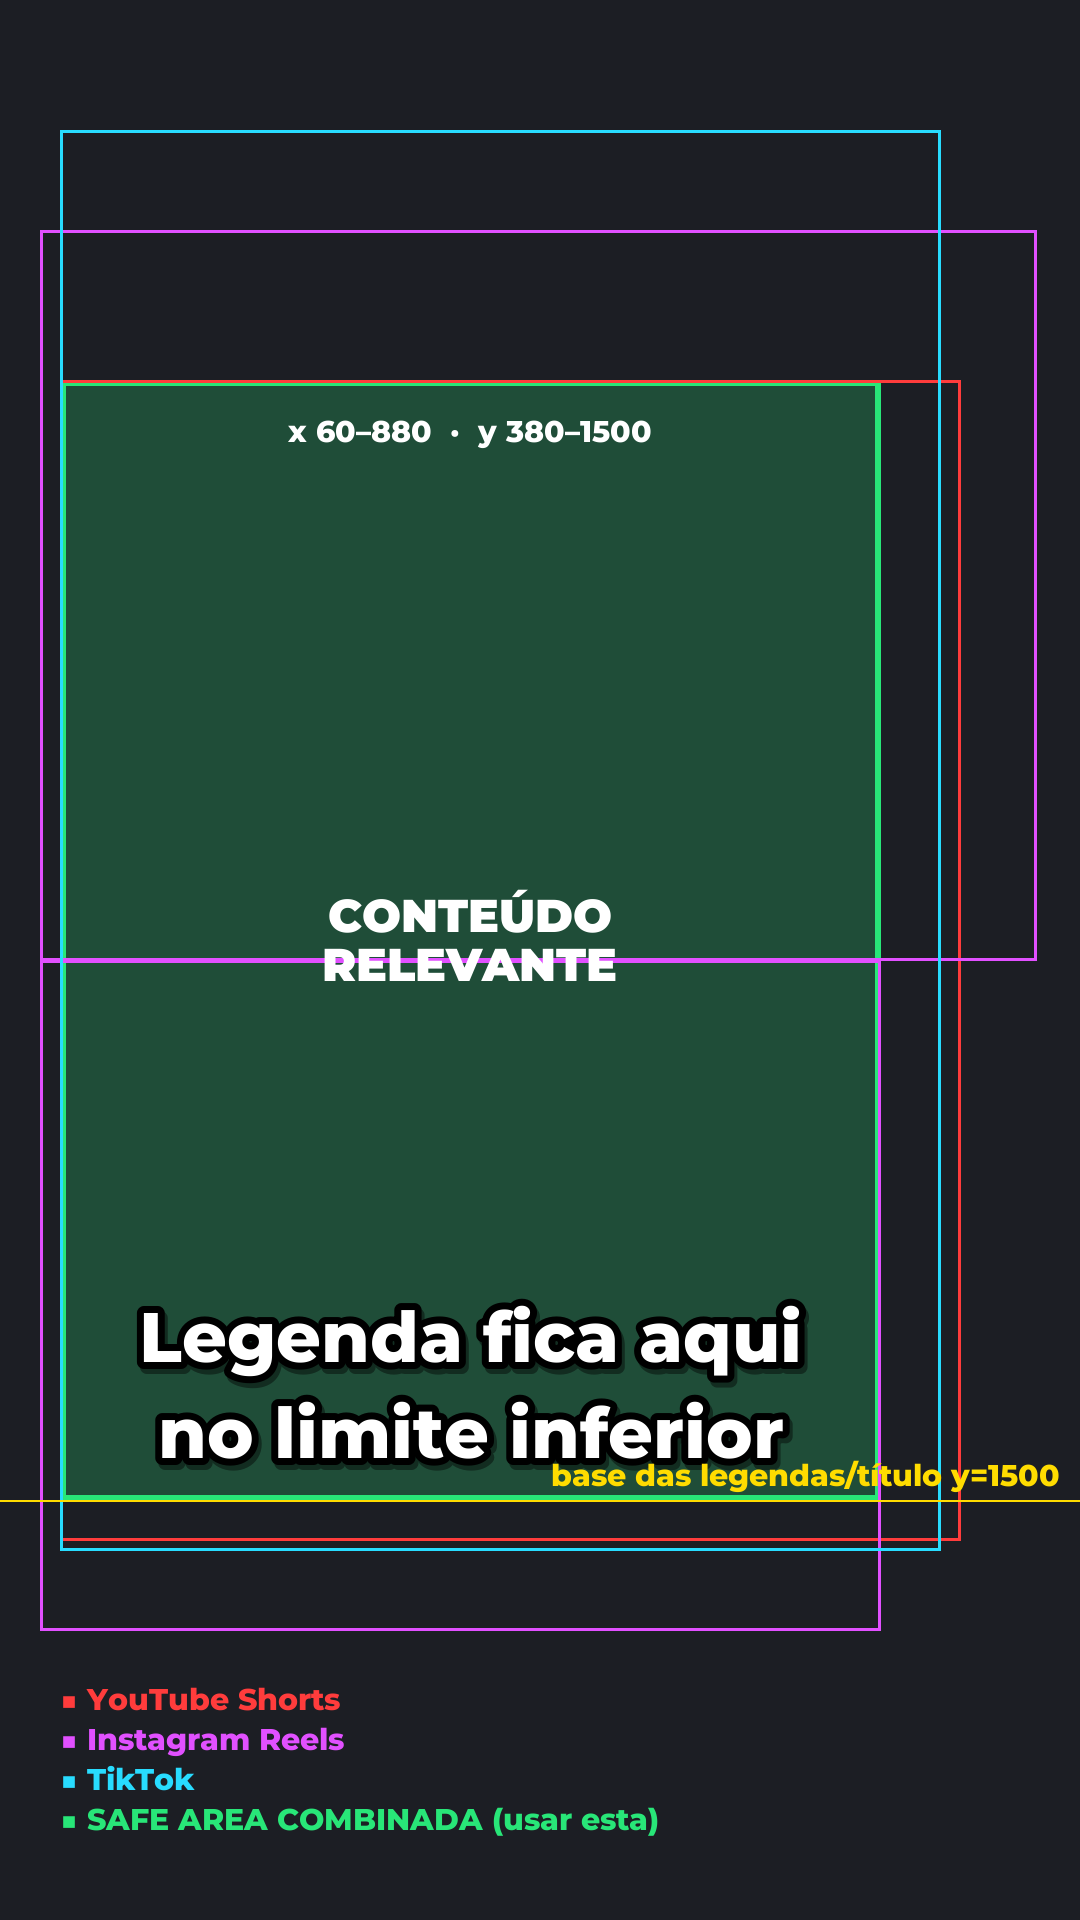 x 60–880 · y 380–1500
CONTEÚDO
RELEVANTE
Legenda fica aqui
no limite inferior
base das legendas/título y=1500
▪ YouTube Shorts
▪ Instagram Reels
▪ TikTok
▪ SAFE AREA COMBINADA (usar esta)